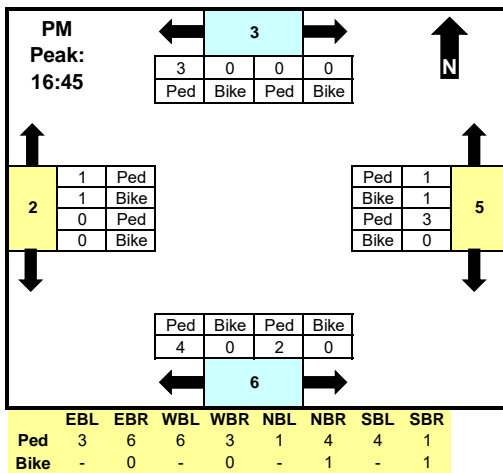 PM
Peak:
16:45
3
N
3 0 0 0
Ped Bike Ped Bike
2
1 Ped
1 Bike
0 Ped
0 Bike
Ped 1
Bike 1
Ped 3
Bike 0
5
Ped Bike Ped Bike
4 0 2 0
6
EBL EBR WBL WBR NBL NBR SBL SBR
Ped 3 6 6 3 1 4 4 1
Bike - 0 - 0 - 1 - 1